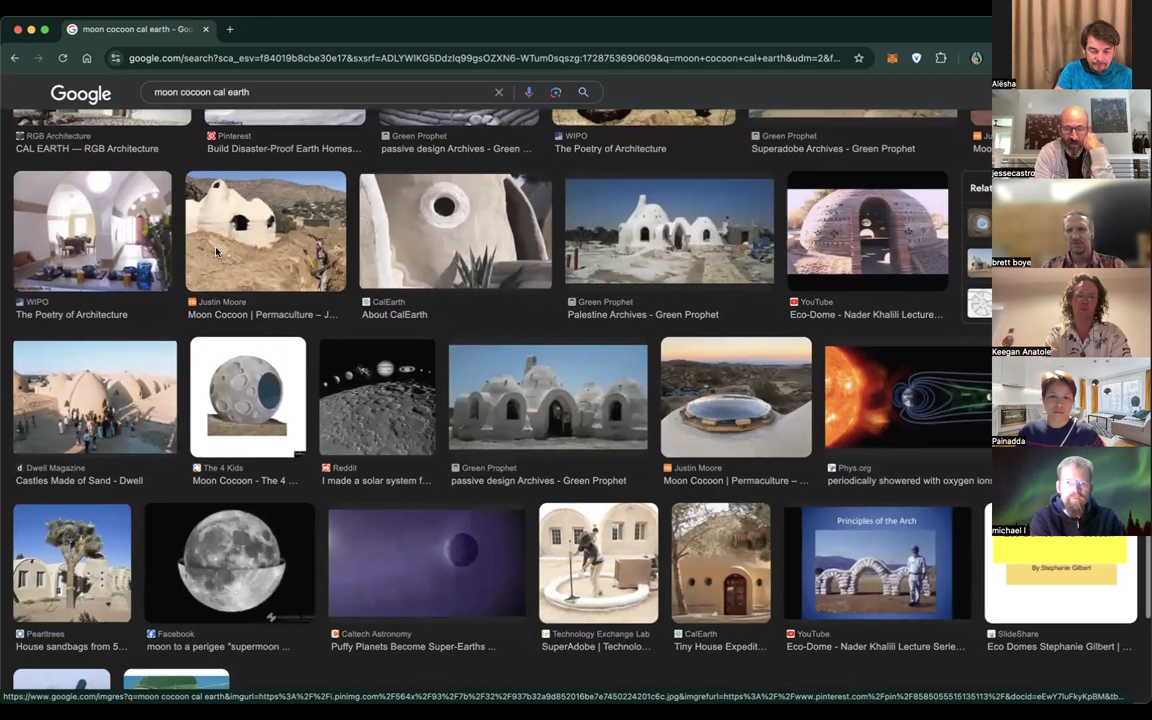 moon cocoon cal earth - Goo
google.com/search?sca_esv=f84019b8cbe30e17&sxsrf=ADLYWIKG5Ddzlq99gsOZXN6-WTum0sqszg:1728753690609&q=moon+cocoon+cal+earth&udm=2&f...
Google
moon cocoon cal earth
RGB Architecture
CAL EARTH — RGB Architecture
Pinterest
Build Disaster-Proof Earth Homes...
Green Prophet
passive design Archives - Green ...
WIPO
The Poetry of Architecture
Green Prophet
Superadobe Archives - Green Prophet
Moo
WIPO
The Poetry of Architecture
Justin Moore
Moon Cocoon | Permaculture – J...
CalEarth
About CalEarth
Green Prophet
Palestine Archives - Green Prophet
YouTube
Eco-Dome - Nader Khalili Lecture...
Relat
Dwell Magazine
Castles Made of Sand - Dwell
The 4 Kids
Moon Cocoon - The 4 ...
Reddit
I made a solar system f...
Green Prophet
passive design Archives - Green Prophet
Justin Moore
Moon Cocoon | Permaculture – ...
Phys.org
periodically showered with oxygen ions
Pearltrees
House sandbags from 5...
Facebook
moon to a perigee "supermoon ...
Caltech Astronomy
Puffy Planets Become Super-Earths ...
Technology Exchange Lab
SuperAdobe | Technolo...
CalEarth
Tiny House Expedit...
Principles of the Arch
YouTube
Eco-Dome - Nader Khalili Lecture Serie...
By Stephanie Gilbert
SlideShare
Eco Domes Stephanie Gilbert | ...
Alësha
jessecastro
brett boye
Keegan Anatole
Painadda
michael l